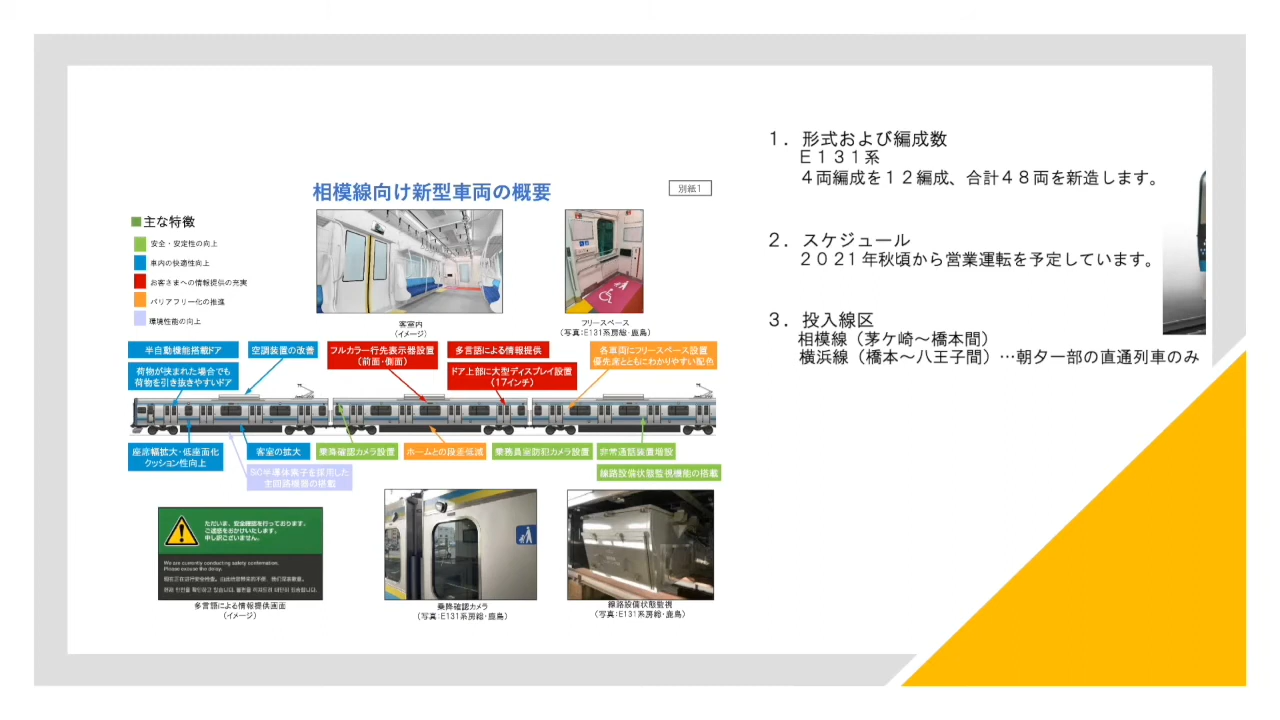 相模線向け新型車両の概要
別紙1
■主な特徴
安全・安定性の向上
車内の快適性向上
お客さまへの情報提供の充実
バリアフリー化の推進
環境性能の向上
客室内
(イメージ)
フリースペース
(写真:E131系房総・鹿島)
半自動機能搭載ドア
荷物が挟まれた場合でも
荷物を引き抜きやすいドア
空調装置の改善
フルカラー行先表示器設置
(前面・側面)
多言語による情報提供
ドア上部に大型ディスプレイ設置
(17インチ)
各車両にフリースペース設置
優先席とともにわかりやすい配色
座席幅拡大・低座面化
クッション性向上
客室の拡大
SC半導体素子を採用した
主回路機器の搭載
乗降確認カメラ設置
ホームとの段差低減
乗務員室防犯カメラ設置
非常通話装置増設
線路設備状態監視機能の搭載
ただいま、安全確認を行っております。
ご迷惑をおかけいたします。
申し訳ございません。
We are currently conducting safety confirmation.
Please excuse the delay.
多言語による情報提供画面
(イメージ)
乗降確認カメラ
(写真:E131系房総・鹿島)
線路設備状態監視
(写真:E131系房総・鹿島)
1．形式および編成数
E131系
4両編成を12編成、合計48両を新造します。
2．スケジュール
2021年秋頃から営業運転を予定しています。
3．投入線区
相模線（茅ケ崎～橋本間）
横浜線（橋本～八王子間）…朝夕一部の直通列車のみ